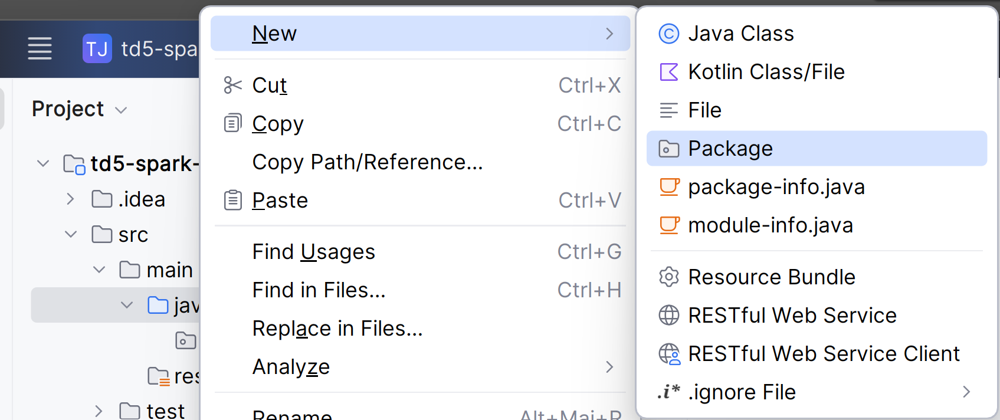 TJ td5-spa
Project
td5-spark-
.idea
src
main
jav
res
test
New
Cut Ctrl+X
Copy Ctrl+C
Copy Path/Reference...
Paste Ctrl+V
Find Usages Ctrl+G
Find in Files... Ctrl+H
Replace in Files...
Analyze
Rename... Alt+Maj+R
Java Class
Kotlin Class/File
File
Package
package-info.java
module-info.java
Resource Bundle
RESTful Web Service
RESTful Web Service Client
.i* .ignore File